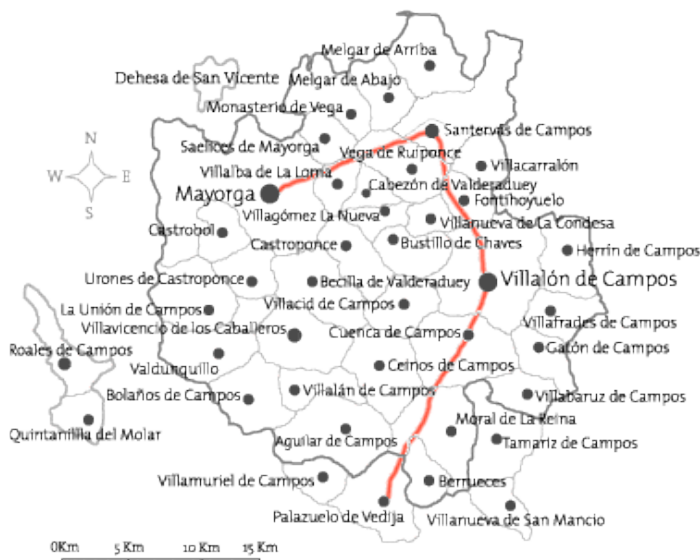 Melgar de Arriba
Dehesa de San Vicente
Melgar de Abajo
Monasterio de Vega
Santervás de Campos
N
W E
S
Saelices de Mayorga
Vega de Ruiponce
Villacarralón
Villalba de La Loma
Cabezón de Valderaduey
Mayorga
Fontihoyuelo
Villagómez La Nueva
Villanueva de La Condesa
Castrobol
Castroponce
Bustillo de Chaves
Herrín de Campos
Urones de Castroponce
Becilla de Valderaduey
Villalón de Campos
La Unión de Campos
Villacid de Campos
Villafrades de Campos
Villavicencio de los Caballeros
Cuenca de Campos
Roales de Campos
Gatón de Campos
Valdunquillo
Ceinos de Campos
Bolaños de Campos
Villalán de Campos
Villabaruz de Campos
Moral de La Reina
Quintanillla del Molar
Aguilar de Campos
Tamariz de Campos
Villamuriel de Campos
Berrueces
Palazuelo de Vedija
Villanueva de San Mancio
0Km 5 Km 10 Km 15 Km